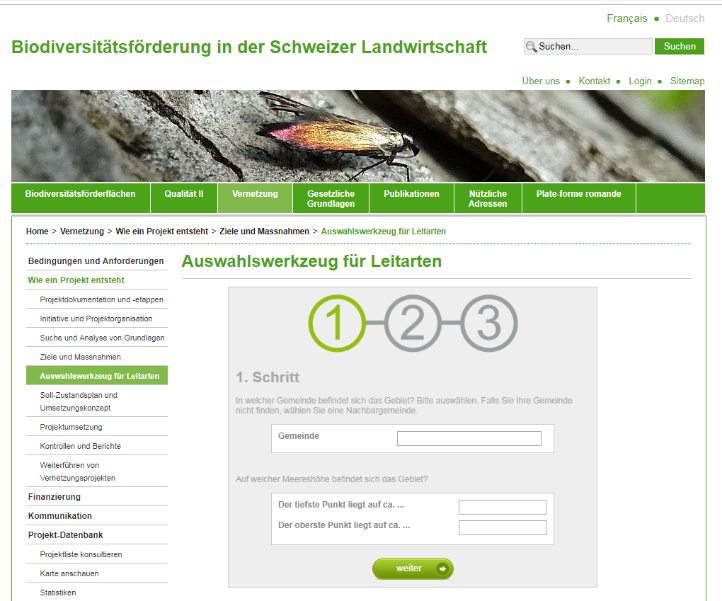 Français • Deutsch
Biodiversitätsförderung in der Schweizer Landwirtschaft
Suchen... Suchen
Über uns • Kontakt • Login • Sitemap
Biodiversitätsförderflächen
Qualität II
Vernetzung
Gesetzliche
Grundlagen
Publikationen
Nützliche
Adressen
Plate-forme romande
Home > Vernetzung > Wie ein Projekt entsteht > Ziele und Massnahmen > Auswahlswerkzeug für Leitarten
Bedingungen und Anforderungen
Wie ein Projekt entsteht
Projektdokumentation und -etappen
Initiative und Projektorganisation
Suche und Analyse von Grundlagen
Ziele und Massnahmen
Auswahlswerkzeug für Leitarten
Soll-Zustandsplan und
Umsetzungskonzept
Projektumsetzung
Kontrollen und Berichte
Weiterführen von
Vernetzungsprojekten
Finanzierung
Kommunikation
Projekt-Datenbank
Projektliste konsultieren
Karte anschauen
Statistiken
Auswahlswerkzeug für Leitarten
1 2 3
1. Schritt
In welcher Gemeinde befindet sich das Gebiet? Bitte auswählen. Falls Sie Ihre Gemeinde
nicht finden, wählen Sie eine Nachbargemeinde.
Gemeinde
Auf welcher Meereshöhe befindet sich das Gebiet?
Der tiefste Punkt liegt auf ca. ...
Der oberste Punkt liegt auf ca. ...
weiter